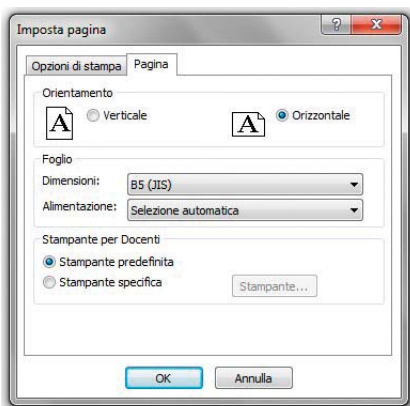 Imposta pagina
Opzioni di stampa Pagina
Orientamento
A Verticale A Orizzontale
Foglio
Dimensioni: B5 (JIS)
Alimentazione: Selezione automatica
Stampante per Docenti
Stampante predefinita
Stampante specifica Stampante...
OK Annulla